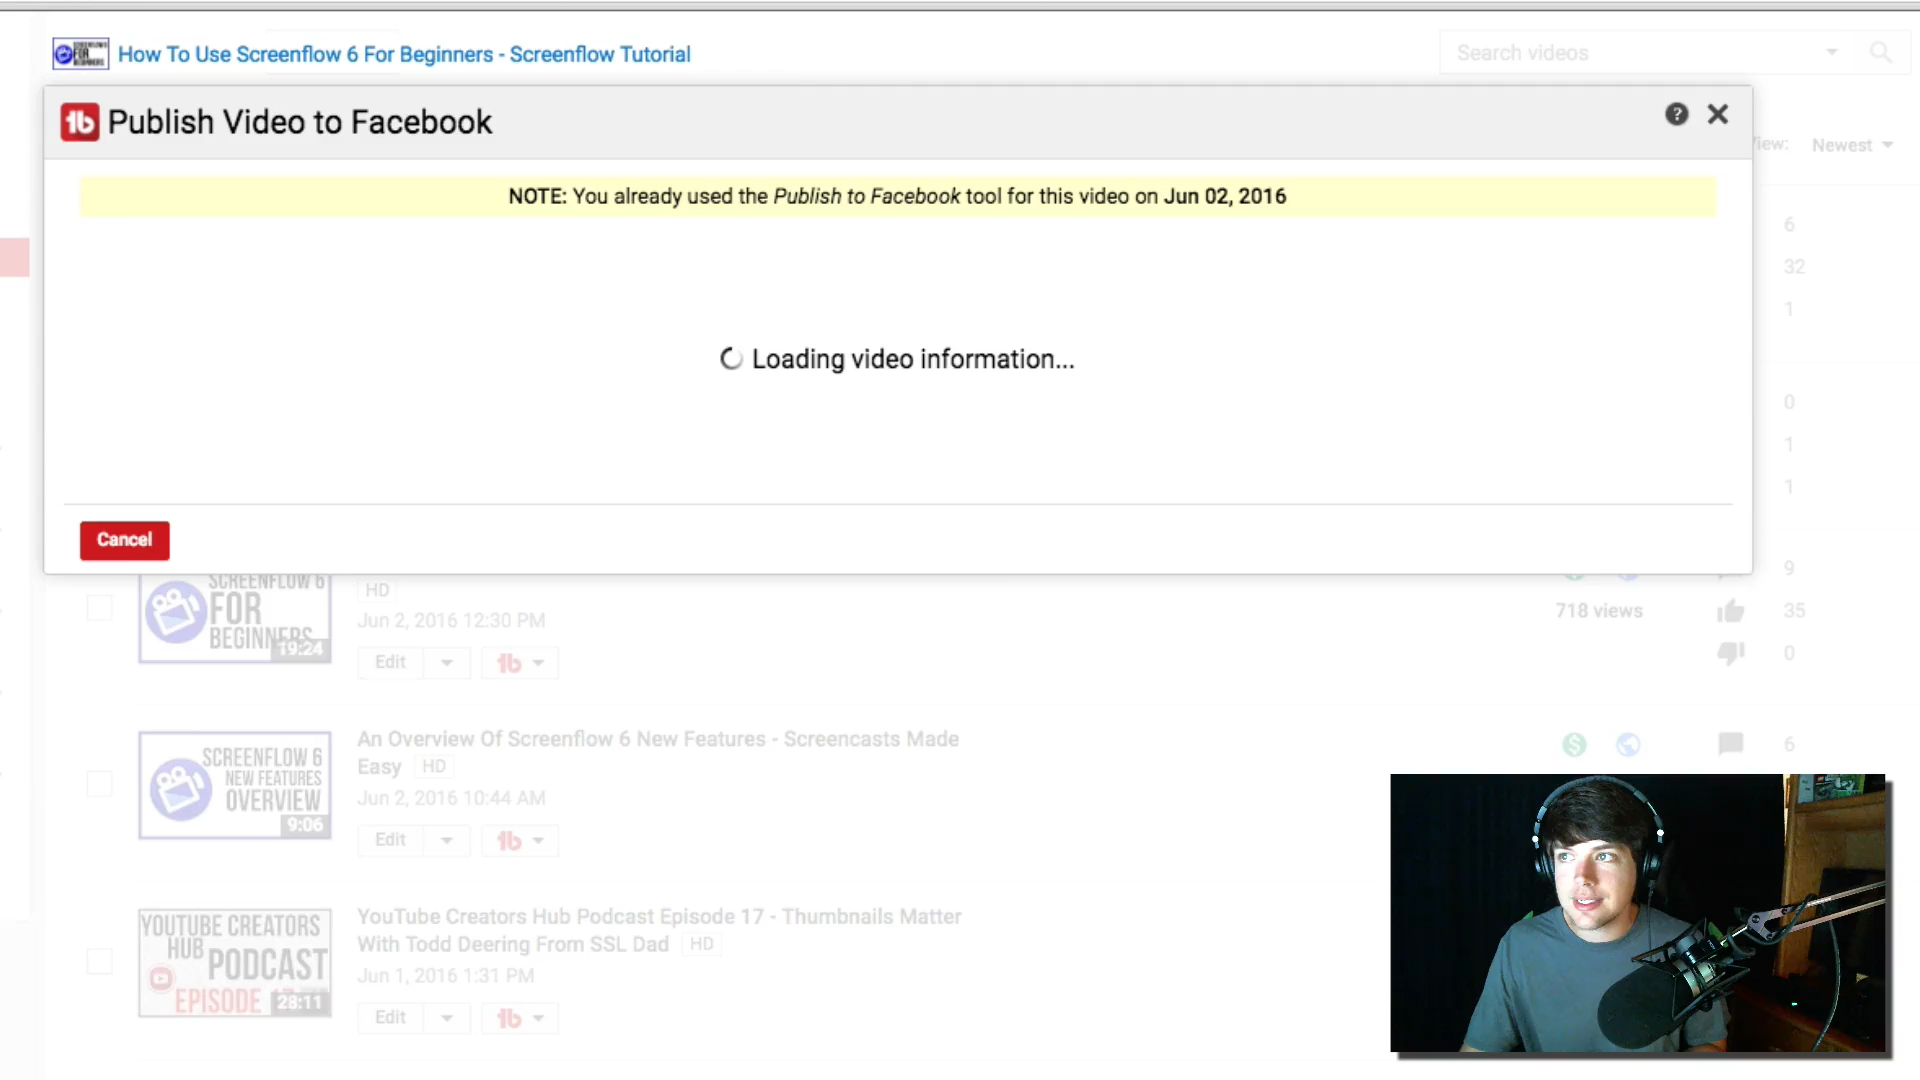 How To Use Screenflow 6 For Beginners - Screenflow Tutorial
Search videos
Publish Video to Facebook
View: Newest
NOTE: You already used the Publish to Facebook tool for this video on Jun 02, 2016
6
32
1
Loading video information...
0
1
1
Cancel
9
SCREENFLOW 6
FOR
BEGINNERS
19:24
HD
Jun 2, 2016 12:30 PM
718 views
35
Edit
0
SCREENFLOW 6
NEW FEATURES
OVERVIEW
9:06
An Overview Of Screenflow 6 New Features - Screencasts Made
Easy HD
6
Jun 2, 2016 10:44 AM
Edit
YOUTUBE CREATORS
HUB PODCAST
EPISODE
28:11
YouTube Creators Hub Podcast Episode 17 - Thumbnails Matter
With Todd Deering From SSL Dad HD
Jun 1, 2016 1:31 PM
Edit